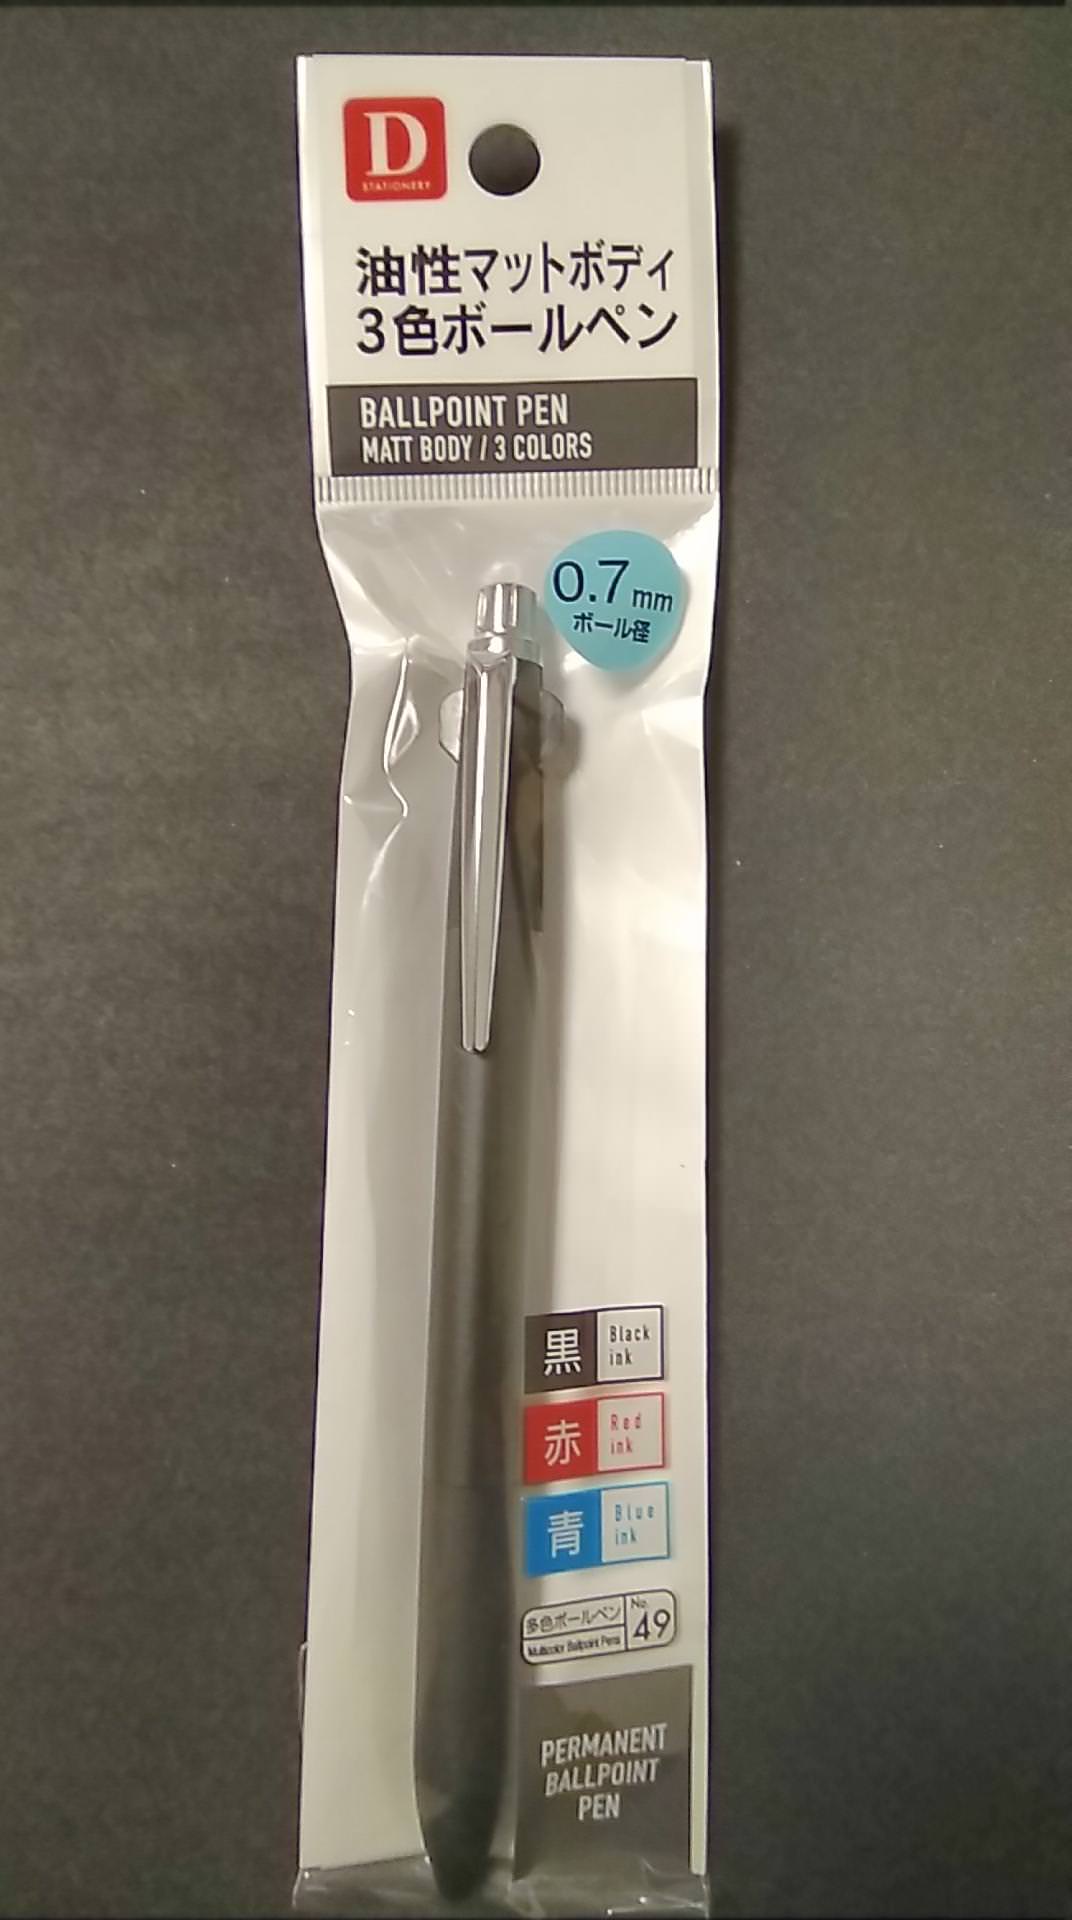 D
STATIONERY
油性マットボディ
3色ボールペン
BALLPOINT PEN
MATT BODY / 3 COLORS
0.7mm
ボール径
黒 Black ink
赤 Red ink
青 Blue ink
多色ボールペン No. 49
Multicolor Ballpoint Pens
PERMANENT
BALLPOINT
PEN